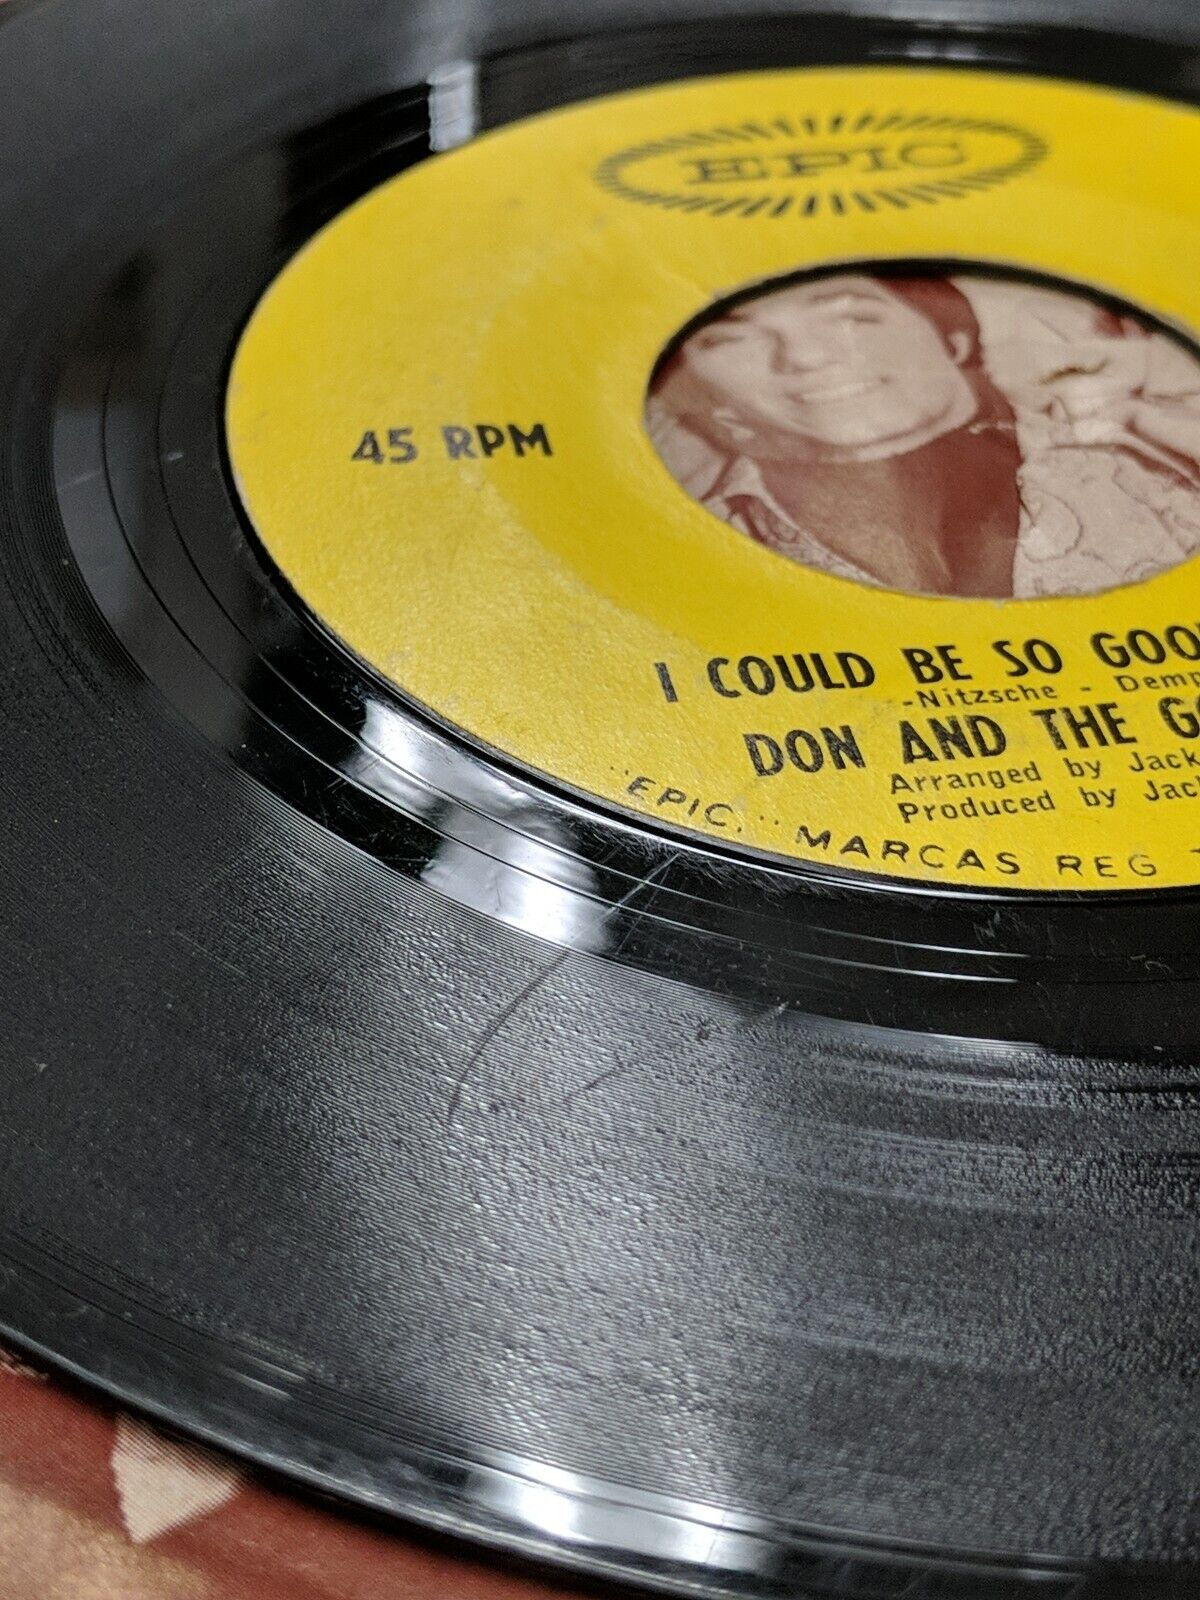 EPIC
45 RPM
I COULD BE SO GOO
-Nitzsche - Demp
DON AND THE G
Arranged by Jack
Produced by Jac
"EPIC," MARCAS REG T